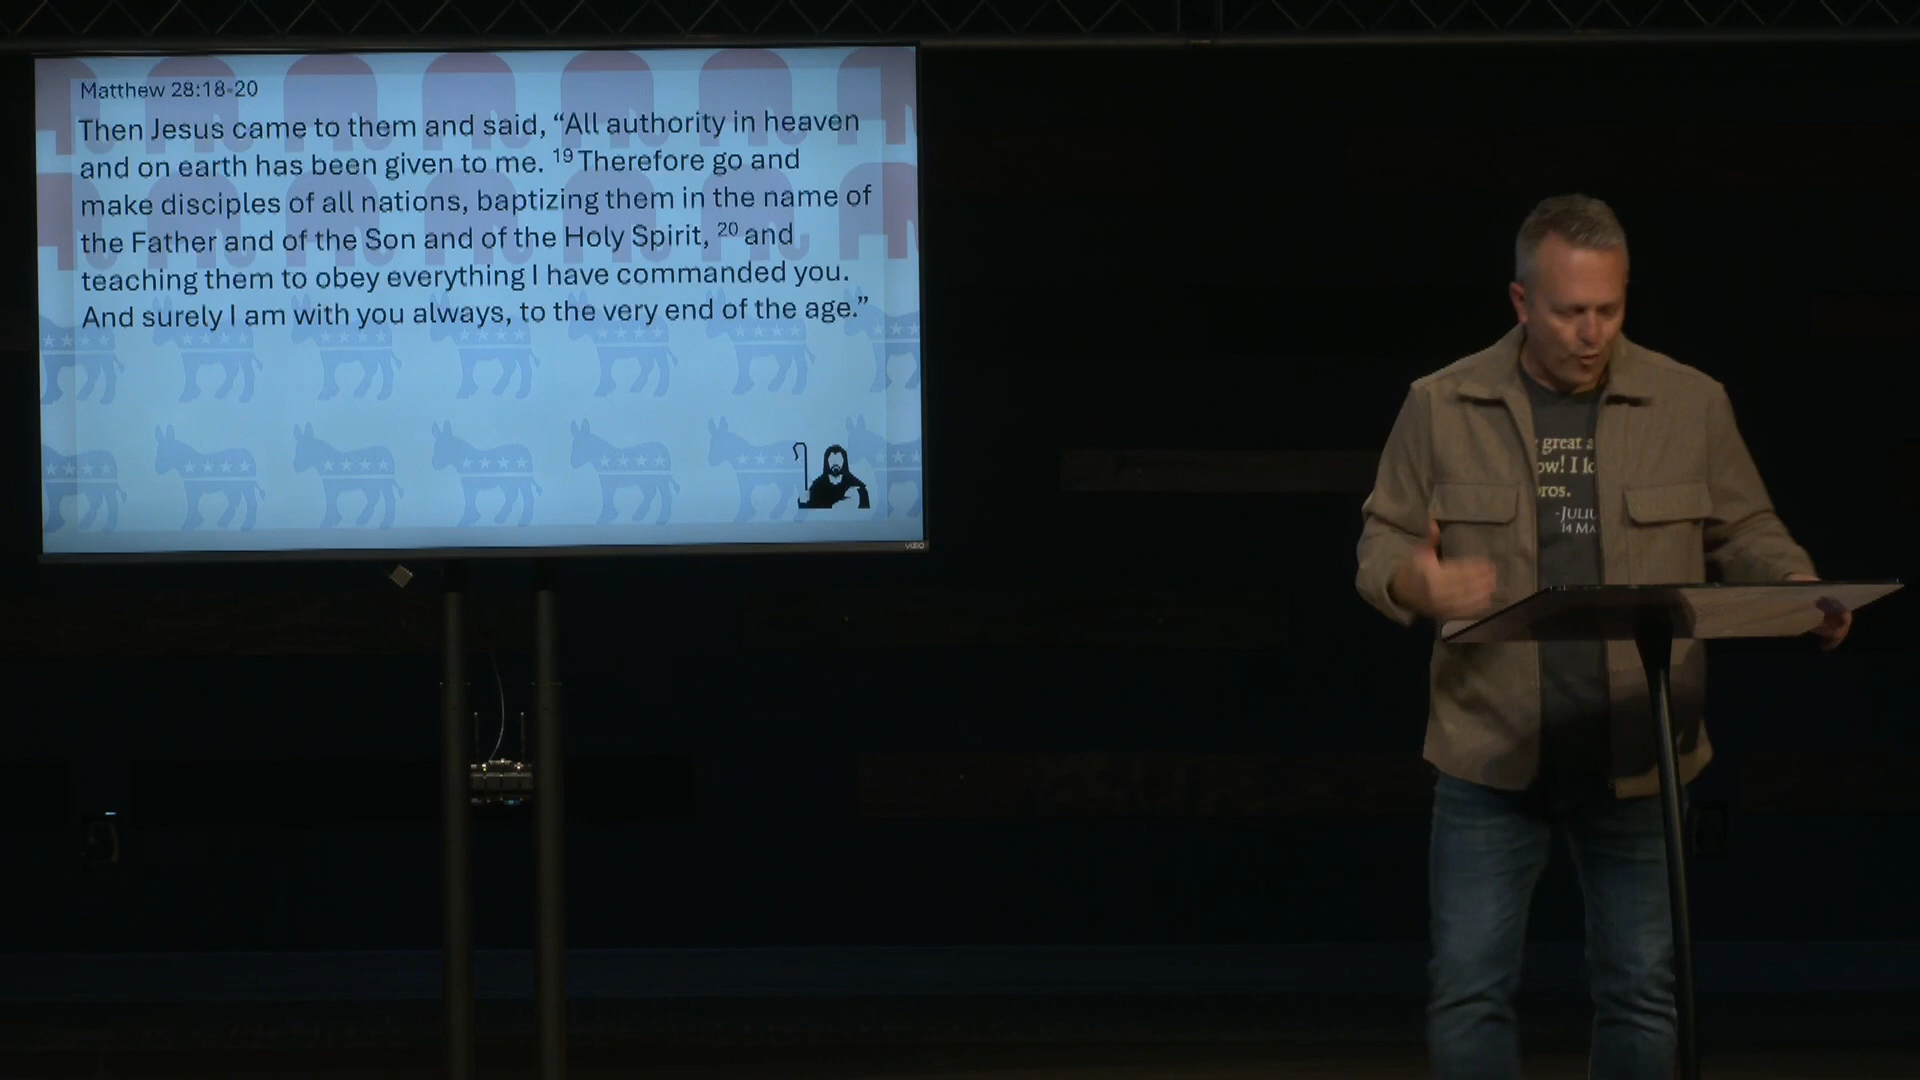 Matthew 28:18-20
Then Jesus came to them and said, “All authority in heaven
and on earth has been given to me. 19 Therefore go and
make disciples of all nations, baptizing them in the name of
the Father and of the Son and of the Holy Spirit, 20 and
teaching them to obey everything I have commanded you.
And surely I am with you always, to the very end of the age.”
VIZIO
great
ow! I
ros.
-JULIU
14 MA